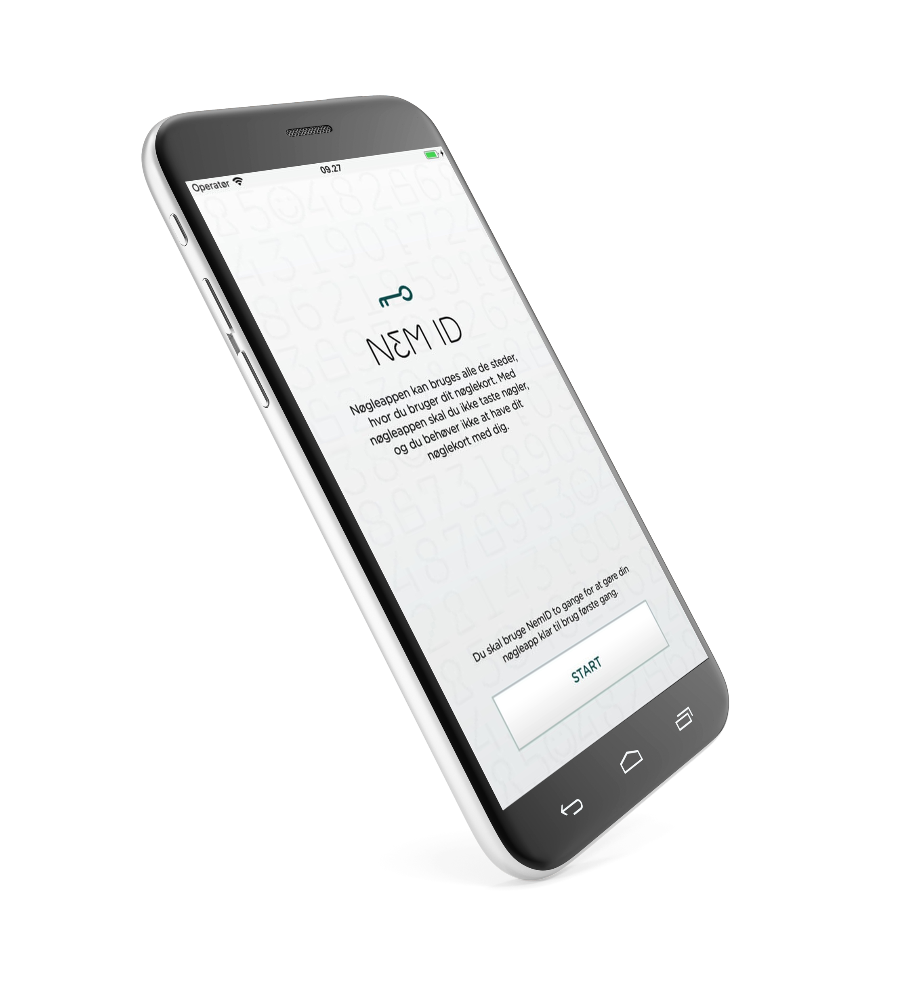 Operatør 09.27
NEM ID
Nøgleappen kan bruges alle de steder,
hvor du bruger dit nøglekort. Med
nøgleappen skal du ikke taste nøgler,
og du behøver ikke at have dit
nøglekort med dig.
Du skal bruge NemID to gange for at gøre din
nøgleapp klar til brug første gang.
START